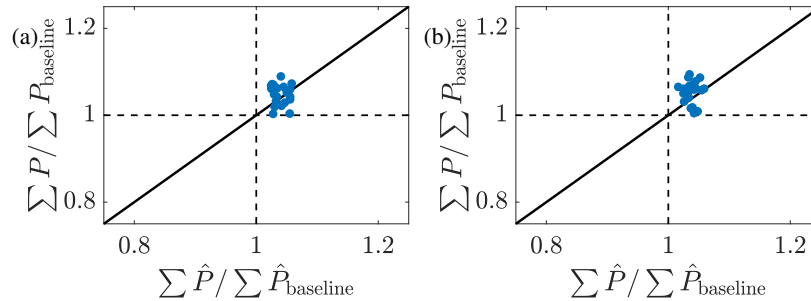 (a)
∑ P / ∑ P_baseline
1.2
1
0.8
0.8 1 1.2
∑ P̂ / ∑ P̂_baseline
(b)
∑ P / ∑ P_baseline
1.2
1
0.8
0.8 1 1.2
∑ P̂ / ∑ P̂_baseline